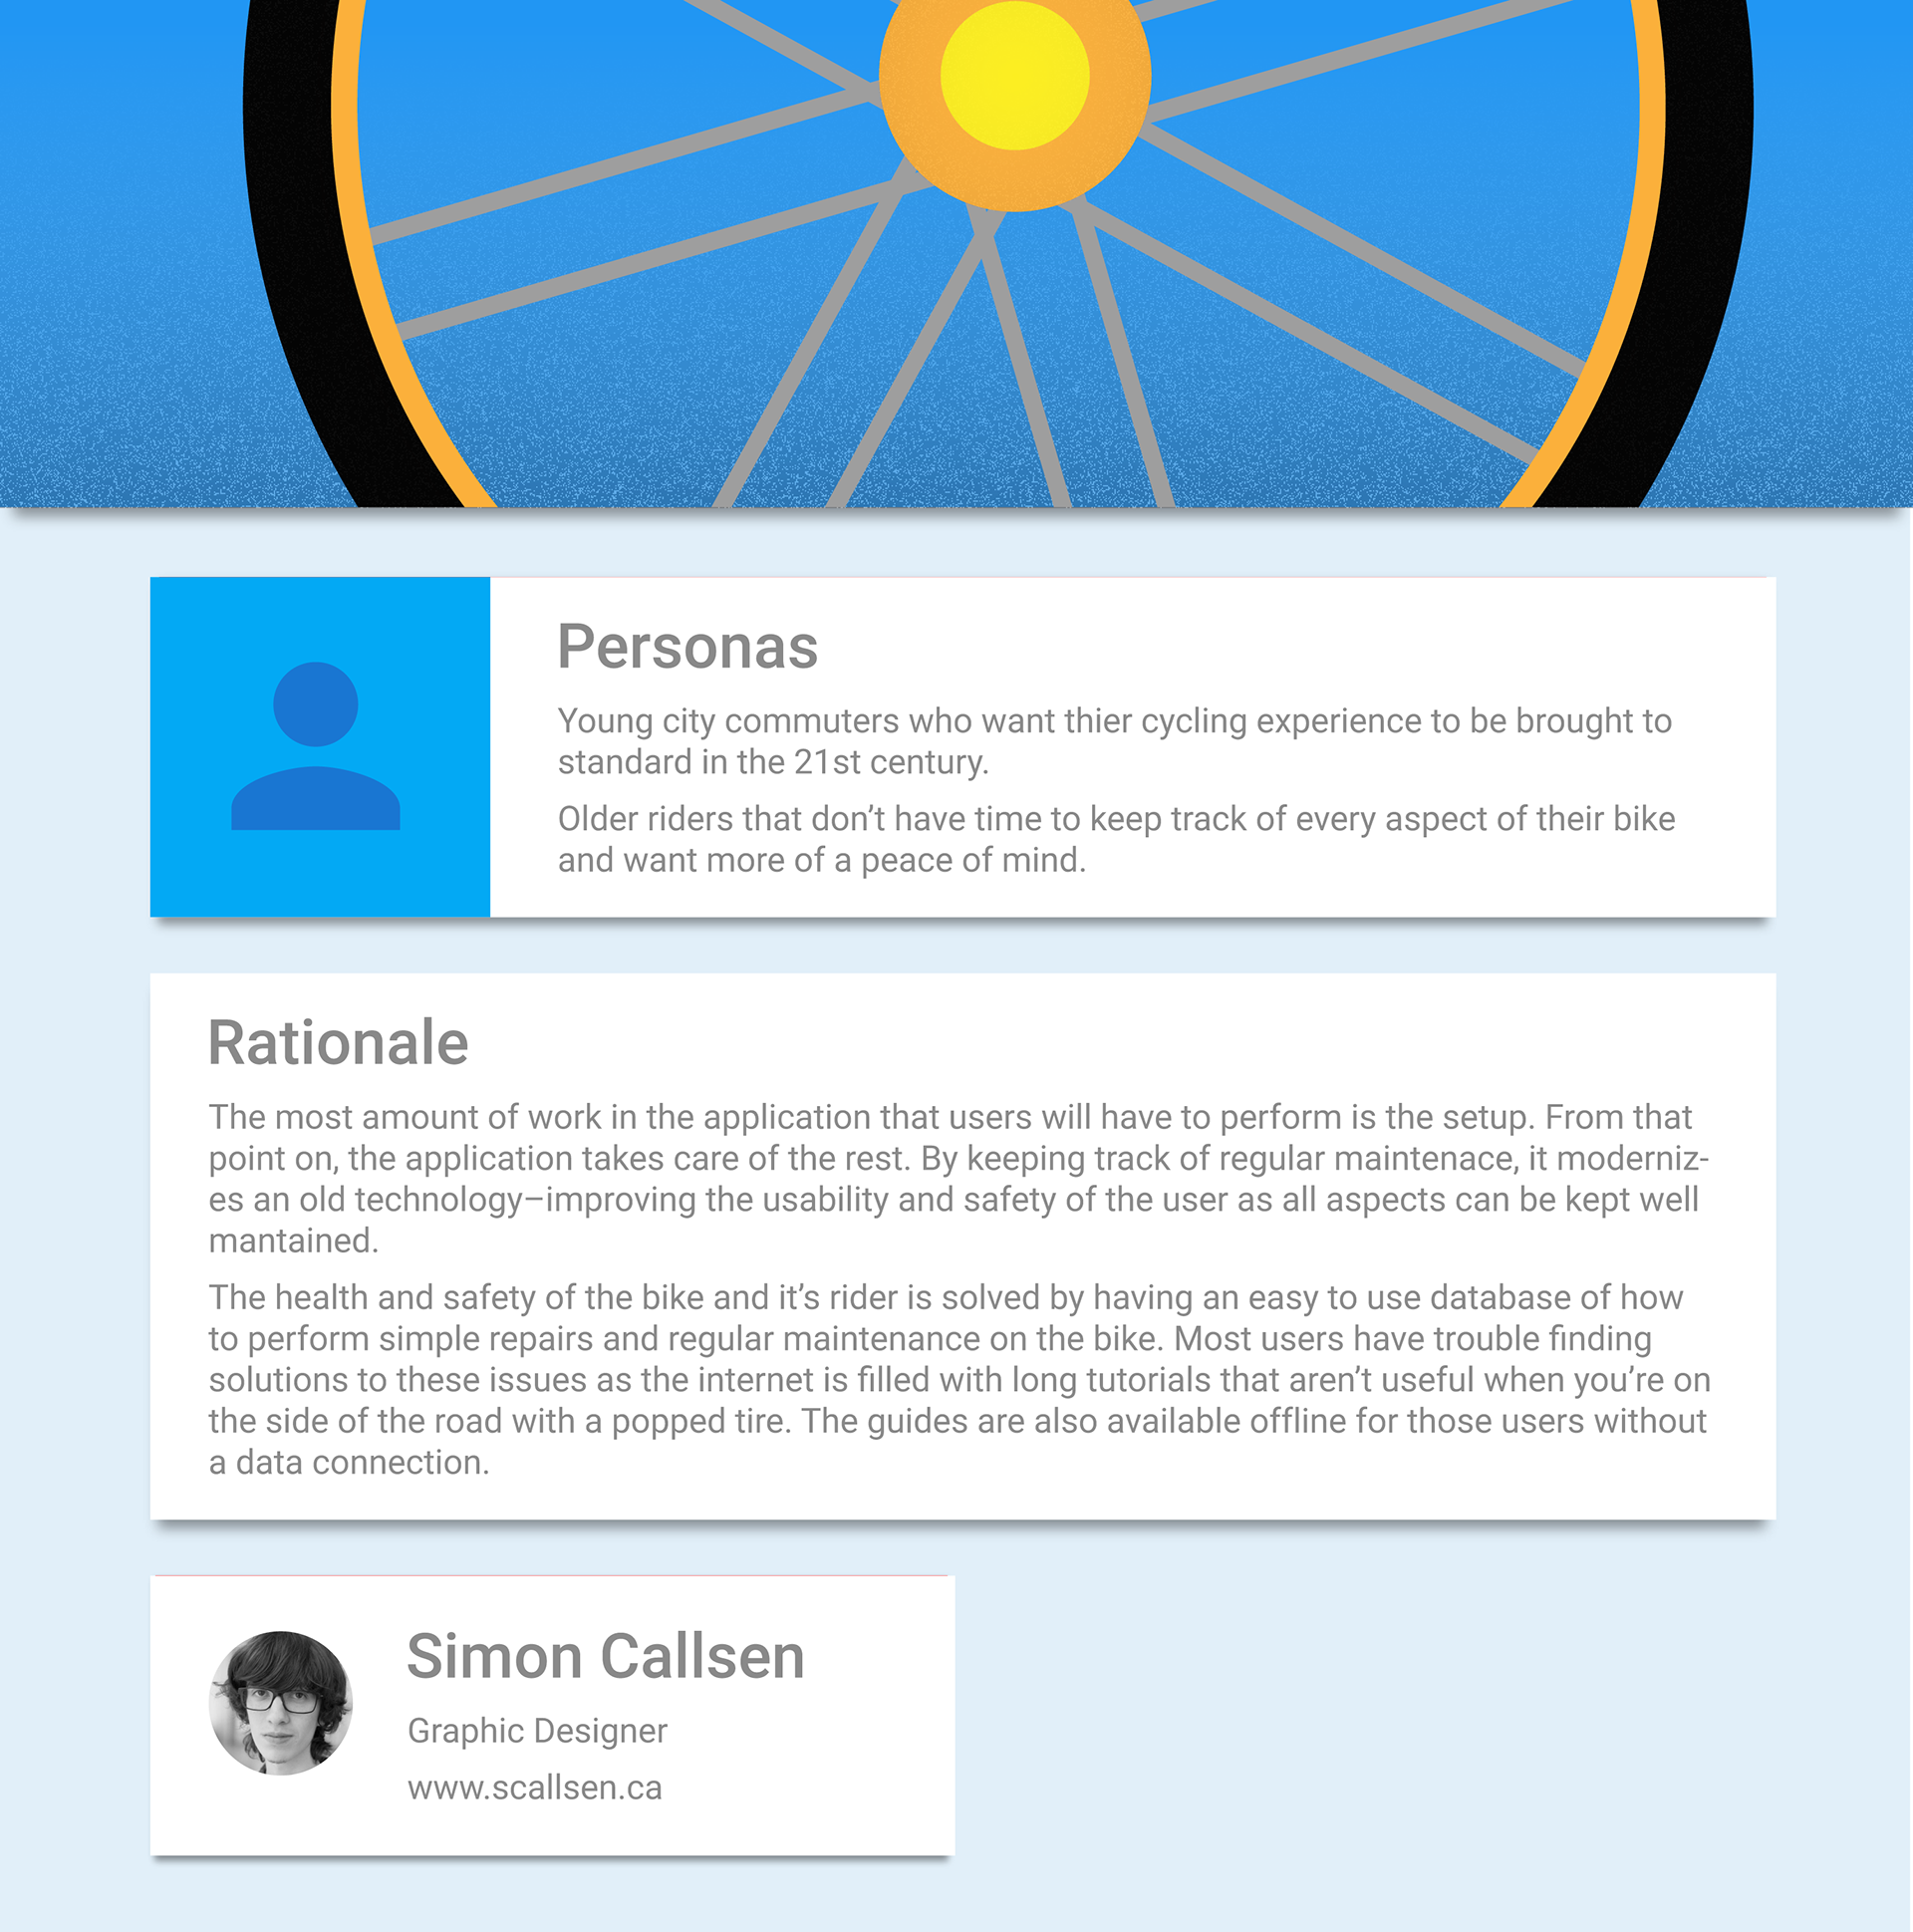 Personas
Young city commuters who want thier cycling experience to be brought to
standard in the 21st century.
Older riders that don’t have time to keep track of every aspect of their bike
and want more of a peace of mind.
Rationale
The most amount of work in the application that users will have to perform is the setup. From that
point on, the application takes care of the rest. By keeping track of regular maintenace, it moderniz-
es an old technology–improving the usability and safety of the user as all aspects can be kept well
mantained.
The health and safety of the bike and it’s rider is solved by having an easy to use database of how
to perform simple repairs and regular maintenance on the bike. Most users have trouble finding
solutions to these issues as the internet is filled with long tutorials that aren’t useful when you’re on
the side of the road with a popped tire. The guides are also available offline for those users without
a data connection.
Simon Callsen
Graphic Designer
www.scallsen.ca